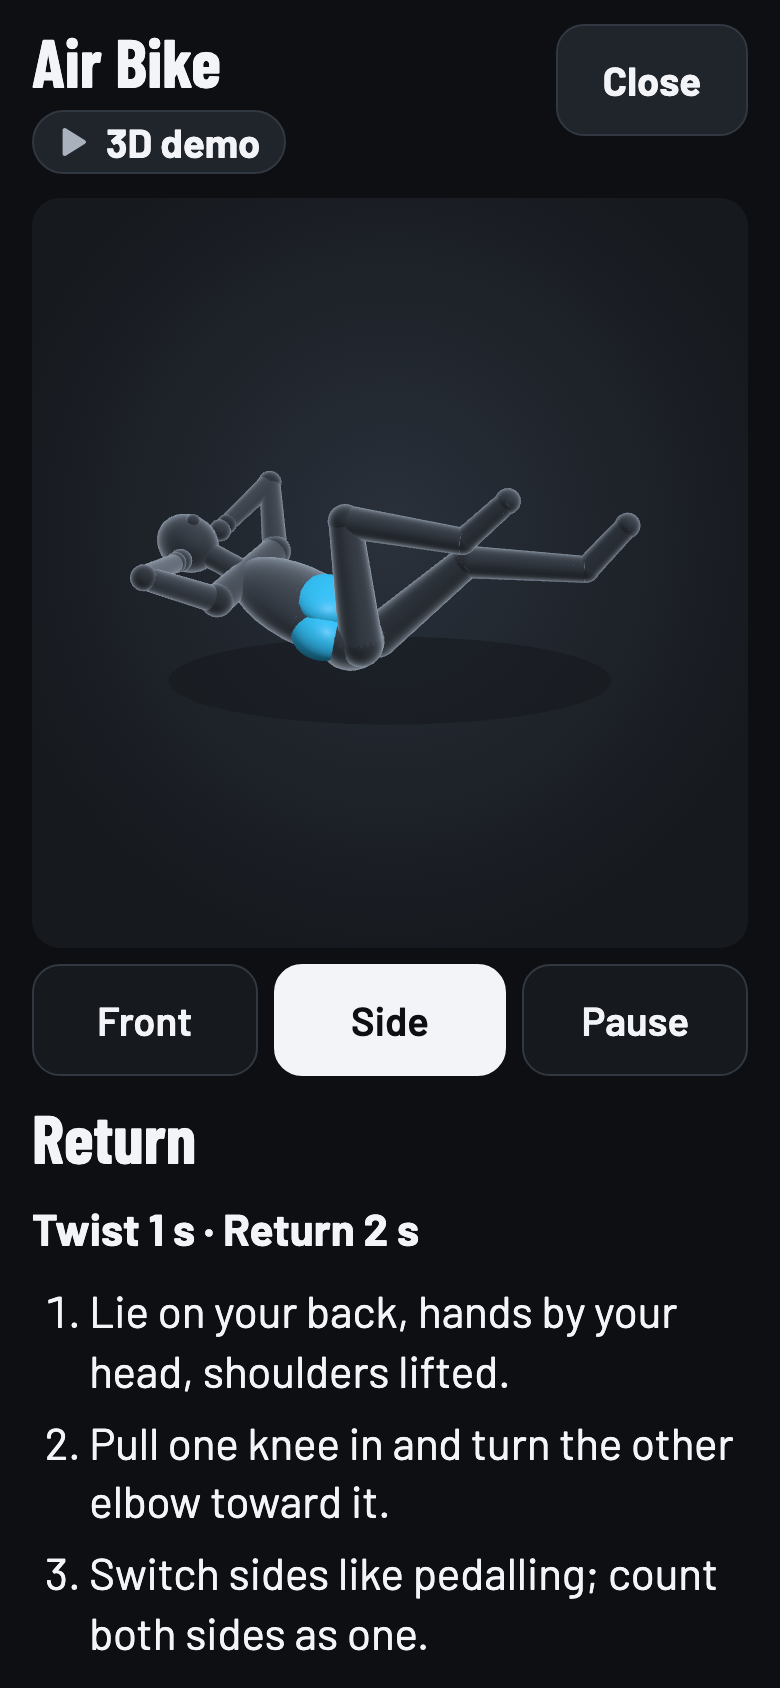 Air Bike
Close
3D demo
Front
Side
Pause
Return
Twist 1 s · Return 2 s
1. Lie on your back, hands by your
head, shoulders lifted.
2. Pull one knee in and turn the other
elbow toward it.
3. Switch sides like pedalling; count
both sides as one.